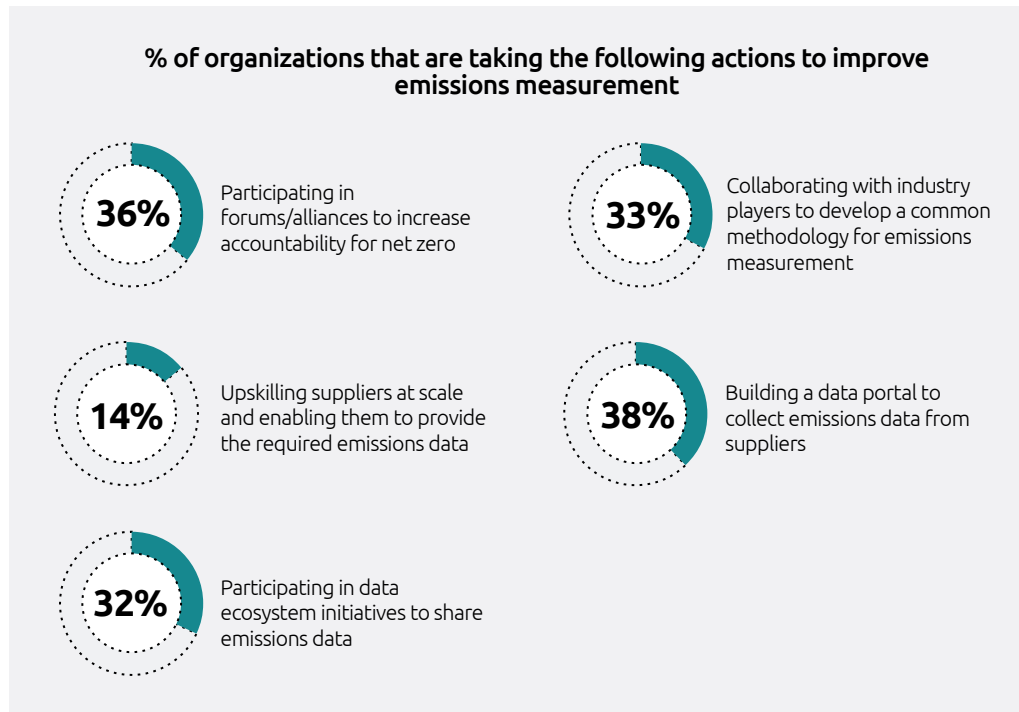 % of organizations that are taking the following actions to improve
emissions measurement
36%
Participating in
forums/alliances to increase
accountability for net zero
33%
Collaborating with industry
players to develop a common
methodology for emissions
measurement
14%
Upskilling suppliers at scale
and enabling them to provide
the required emissions data
38%
Building a data portal to
collect emissions data from
suppliers
32%
Participating in data
ecosystem initiatives to share
emissions data